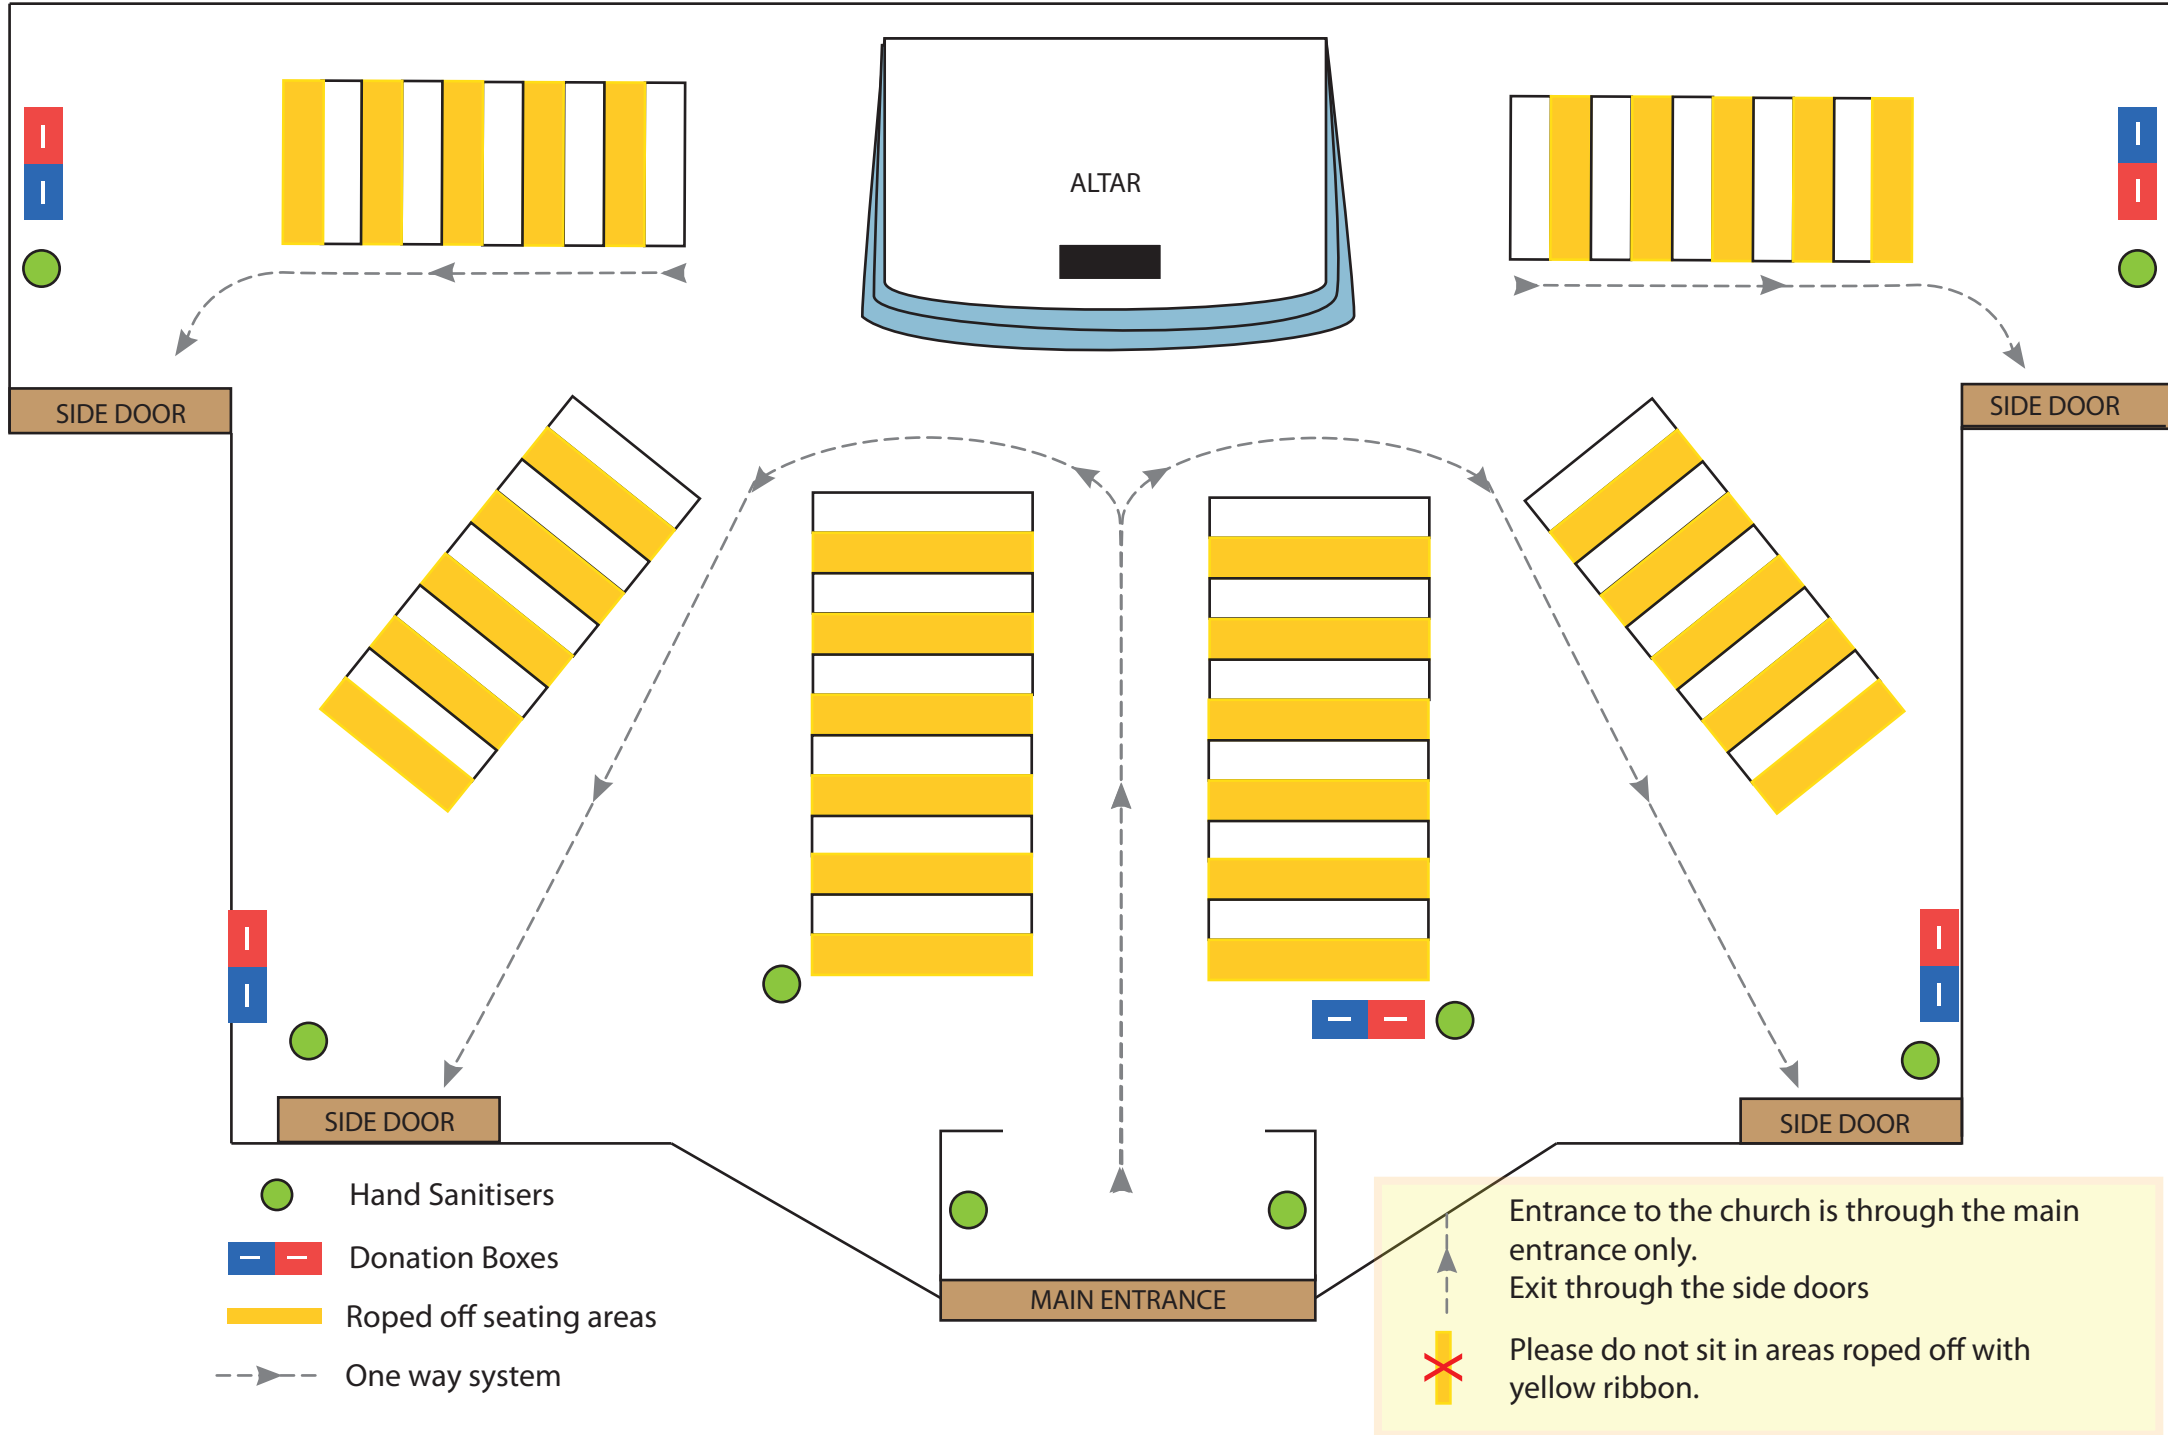 ALTAR
SIDE DOOR
SIDE DOOR
SIDE DOOR
SIDE DOOR
Hand Sanitisers
Donation Boxes
Roped off seating areas
One way system
MAIN ENTRANCE
Entrance to the church is through the main
entrance only.
Exit through the side doors
Please do not sit in areas roped off with
yellow ribbon.